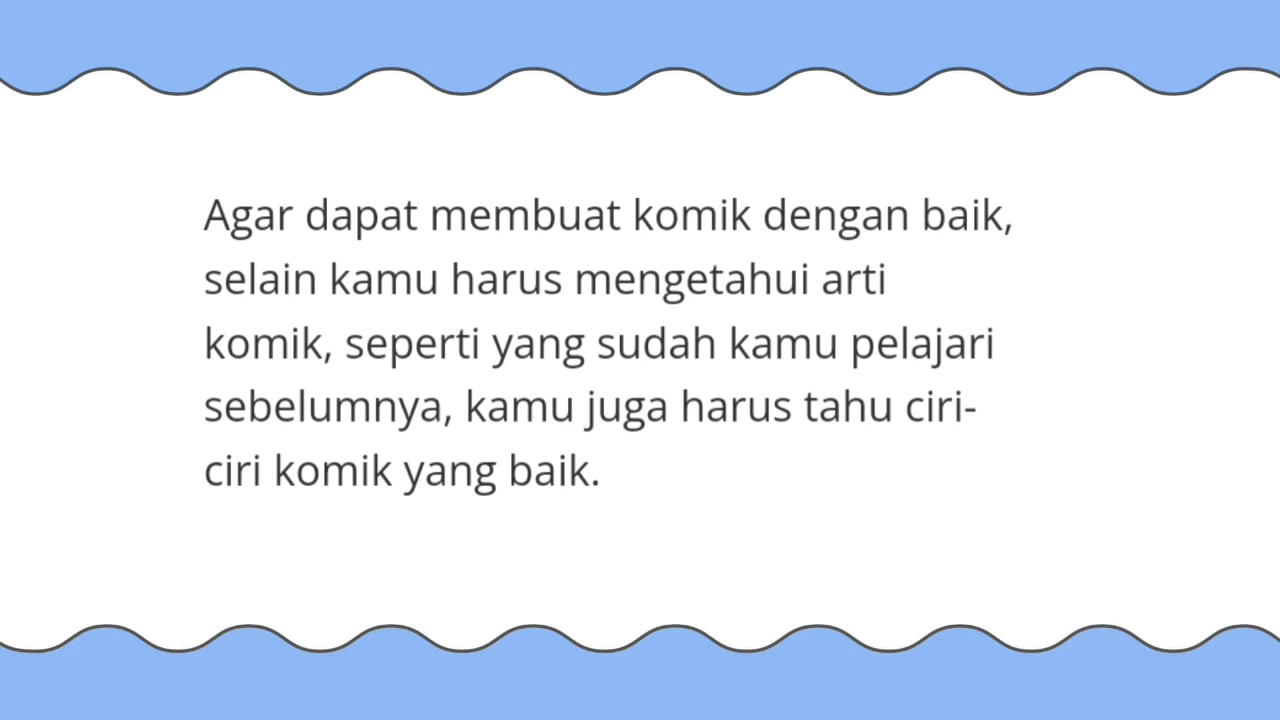 Agar dapat membuat komik dengan baik,
selain kamu harus mengetahui arti
komik, seperti yang sudah kamu pelajari
sebelumnya, kamu juga harus tahu ciri-
ciri komik yang baik.